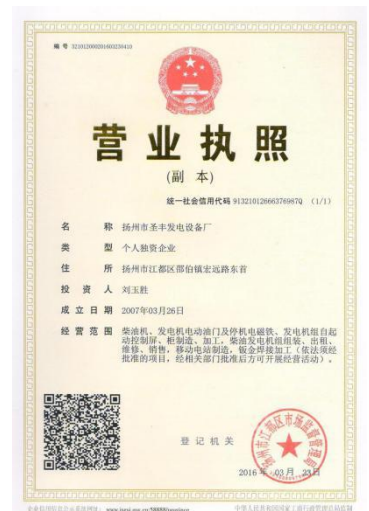 编 号 321012000201603230410
营业执照
(副 本)
统一社会信用代码 913210126663769867Q (1/1)
名 称 扬州市圣丰发电设备厂
类 型 个人独资企业
住 所 扬州市江都区邵伯镇宏远路东首
投 资 人 刘玉胜
成 立 日 期 2007年03月26日
经 营 范 围 柴油机、发电机电动油门及停机电磁铁、发电机组自起
动控制屏、柜制造、加工，柴油发电机组组装、出租、
维修、销售，移动电站制造，钣金焊接加工（依法须经
批准的项目，经相关部门批准后方可开展经营活动）。
登 记 机 关
2016 年 03 月 23日